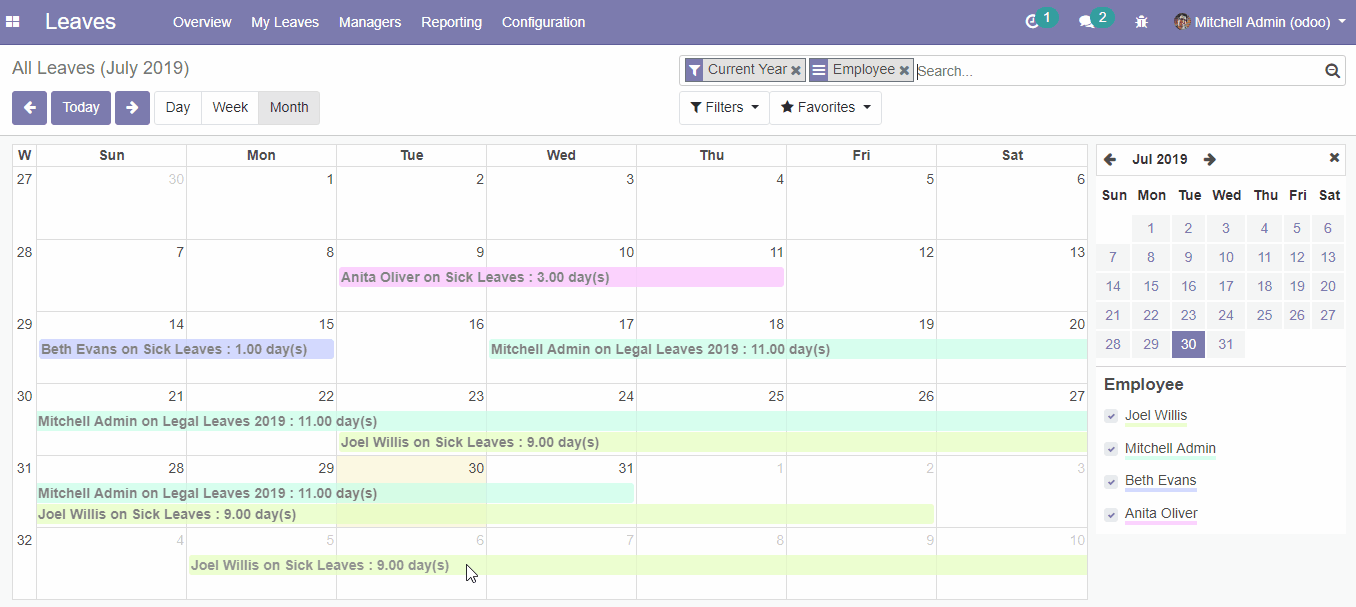 Leaves Overview My Leaves Managers Reporting Configuration 1 2 Mitchell Admin (odoo)
All Leaves (July 2019)
Current Year Employee Search...
Today Day Week Month
Filters Favorites
W Sun Mon Tue Wed Thu Fri Sat
27 30 1 2 3 4 5 6
28 7 8 9 10 11 12 13
Anita Oliver on Sick Leaves : 3.00 day(s)
29 14 15 16 17 18 19 20
Beth Evans on Sick Leaves : 1.00 day(s) Mitchell Admin on Legal Leaves 2019 : 11.00 day(s)
30 21 22 23 24 25 26 27
Mitchell Admin on Legal Leaves 2019 : 11.00 day(s)
Joel Willis on Sick Leaves : 9.00 day(s)
31 28 29 30 31 1 2 3
Mitchell Admin on Legal Leaves 2019 : 11.00 day(s)
Joel Willis on Sick Leaves : 9.00 day(s)
32 4 5 6 7 8 9 10
Joel Willis on Sick Leaves : 9.00 day(s)
Jul 2019
Sun Mon Tue Wed Thu Fri Sat
1 2 3 4 5 6
7 8 9 10 11 12 13
14 15 16 17 18 19 20
21 22 23 24 25 26 27
28 29 30 31
Employee
Joel Willis
Mitchell Admin
Beth Evans
Anita Oliver